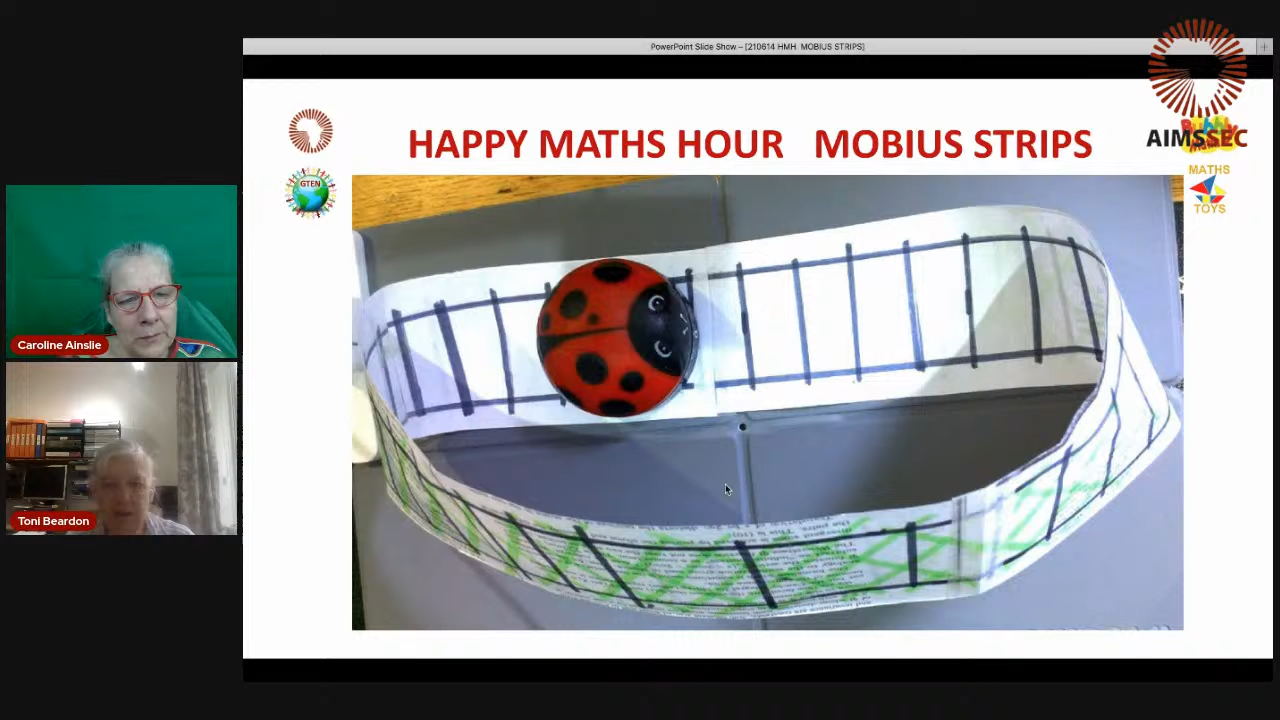 PowerPoint Slide Show – [210614 HMH MOBIUS STRIPS]
HAPPY MATHS HOUR MOBIUS STRIPS
GTEN
AIMSSEC
MATHS
TOYS
Caroline Ainslie
Toni Beardon